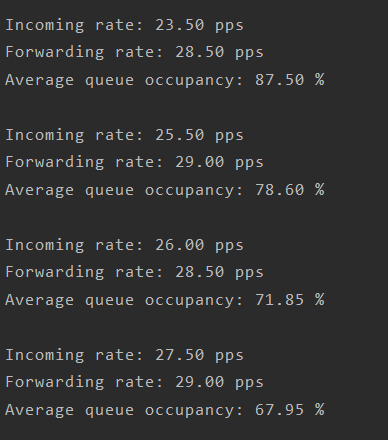 Incoming rate: 23.50 pps
Forwarding rate: 28.50 pps
Average queue occupancy: 87.50 %
Incoming rate: 25.50 pps
Forwarding rate: 29.00 pps
Average queue occupancy: 78.60 %
Incoming rate: 26.00 pps
Forwarding rate: 28.50 pps
Average queue occupancy: 71.85 %
Incoming rate: 27.50 pps
Forwarding rate: 29.00 pps
Average queue occupancy: 67.95 %